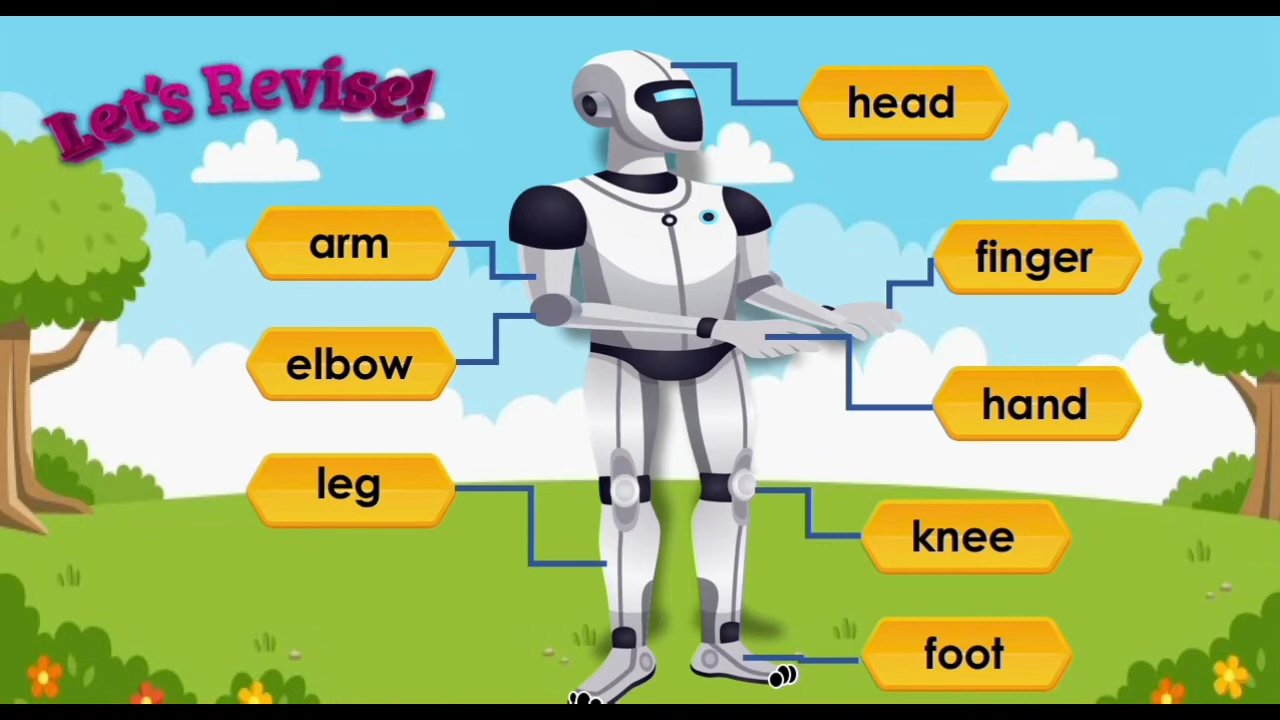 Let's Revise!
head
arm
finger
elbow
hand
leg
knee
foot